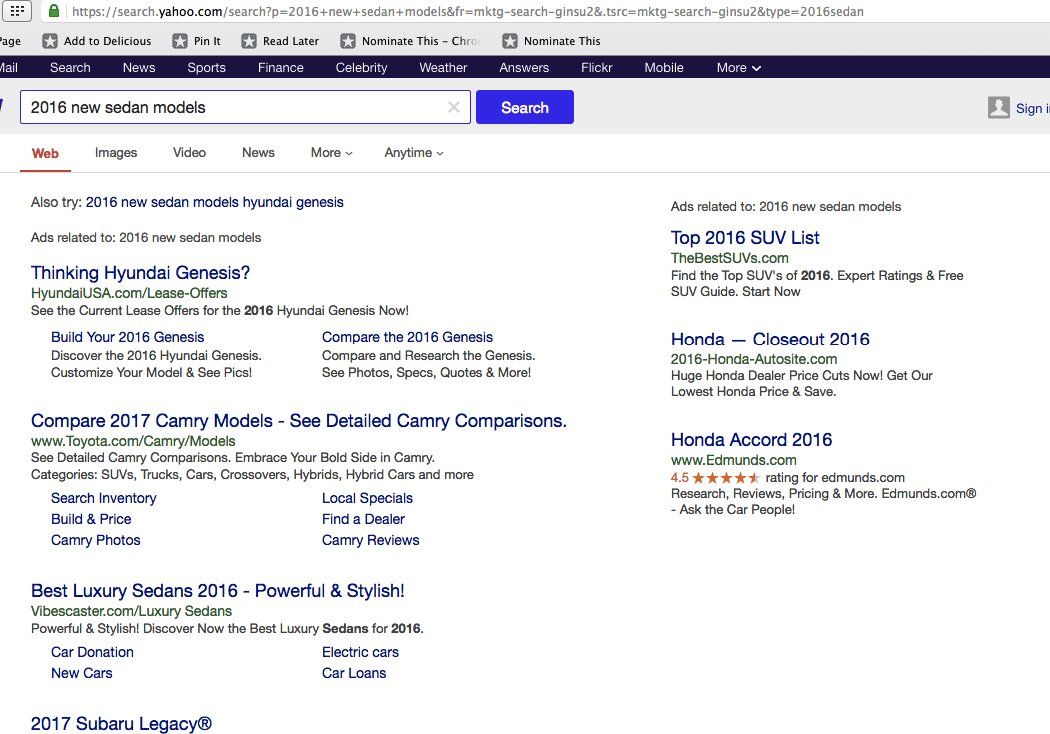 https://search.yahoo.com/search?p=2016+new+sedan+models&fr=mktg-search-ginsu2&.tsrc=mktg-search-ginsu2&type=2016sedan
Page Add to Delicious Pin It Read Later Nominate This – Chro Nominate This
Mail Search News Sports Finance Celebrity Weather Answers Flickr Mobile More
2016 new sedan models Search Sign i
Web Images Video News More Anytime
Also try: 2016 new sedan models hyundai genesis
Ads related to: 2016 new sedan models
Thinking Hyundai Genesis?
HyundaiUSA.com/Lease-Offers
See the Current Lease Offers for the 2016 Hyundai Genesis Now!
Build Your 2016 Genesis
Discover the 2016 Hyundai Genesis.
Customize Your Model & See Pics!
Compare the 2016 Genesis
Compare and Research the Genesis.
See Photos, Specs, Quotes & More!
Compare 2017 Camry Models - See Detailed Camry Comparisons.
www.Toyota.com/Camry/Models
See Detailed Camry Comparisons. Embrace Your Bold Side in Camry.
Categories: SUVs, Trucks, Cars, Crossovers, Hybrids, Hybrid Cars and more
Search Inventory Local Specials
Build & Price Find a Dealer
Camry Photos Camry Reviews
Best Luxury Sedans 2016 - Powerful & Stylish!
Vibescaster.com/Luxury Sedans
Powerful & Stylish! Discover Now the Best Luxury Sedans for 2016.
Car Donation Electric cars
New Cars Car Loans
2017 Subaru Legacy®
Ads related to: 2016 new sedan models
Top 2016 SUV List
TheBestSUVs.com
Find the Top SUV's of 2016. Expert Ratings & Free
SUV Guide. Start Now
Honda — Closeout 2016
2016-Honda-Autosite.com
Huge Honda Dealer Price Cuts Now! Get Our
Lowest Honda Price & Save.
Honda Accord 2016
www.Edmunds.com
4.5 ★★★★★ rating for edmunds.com
Research, Reviews, Pricing & More. Edmunds.com®
- Ask the Car People!